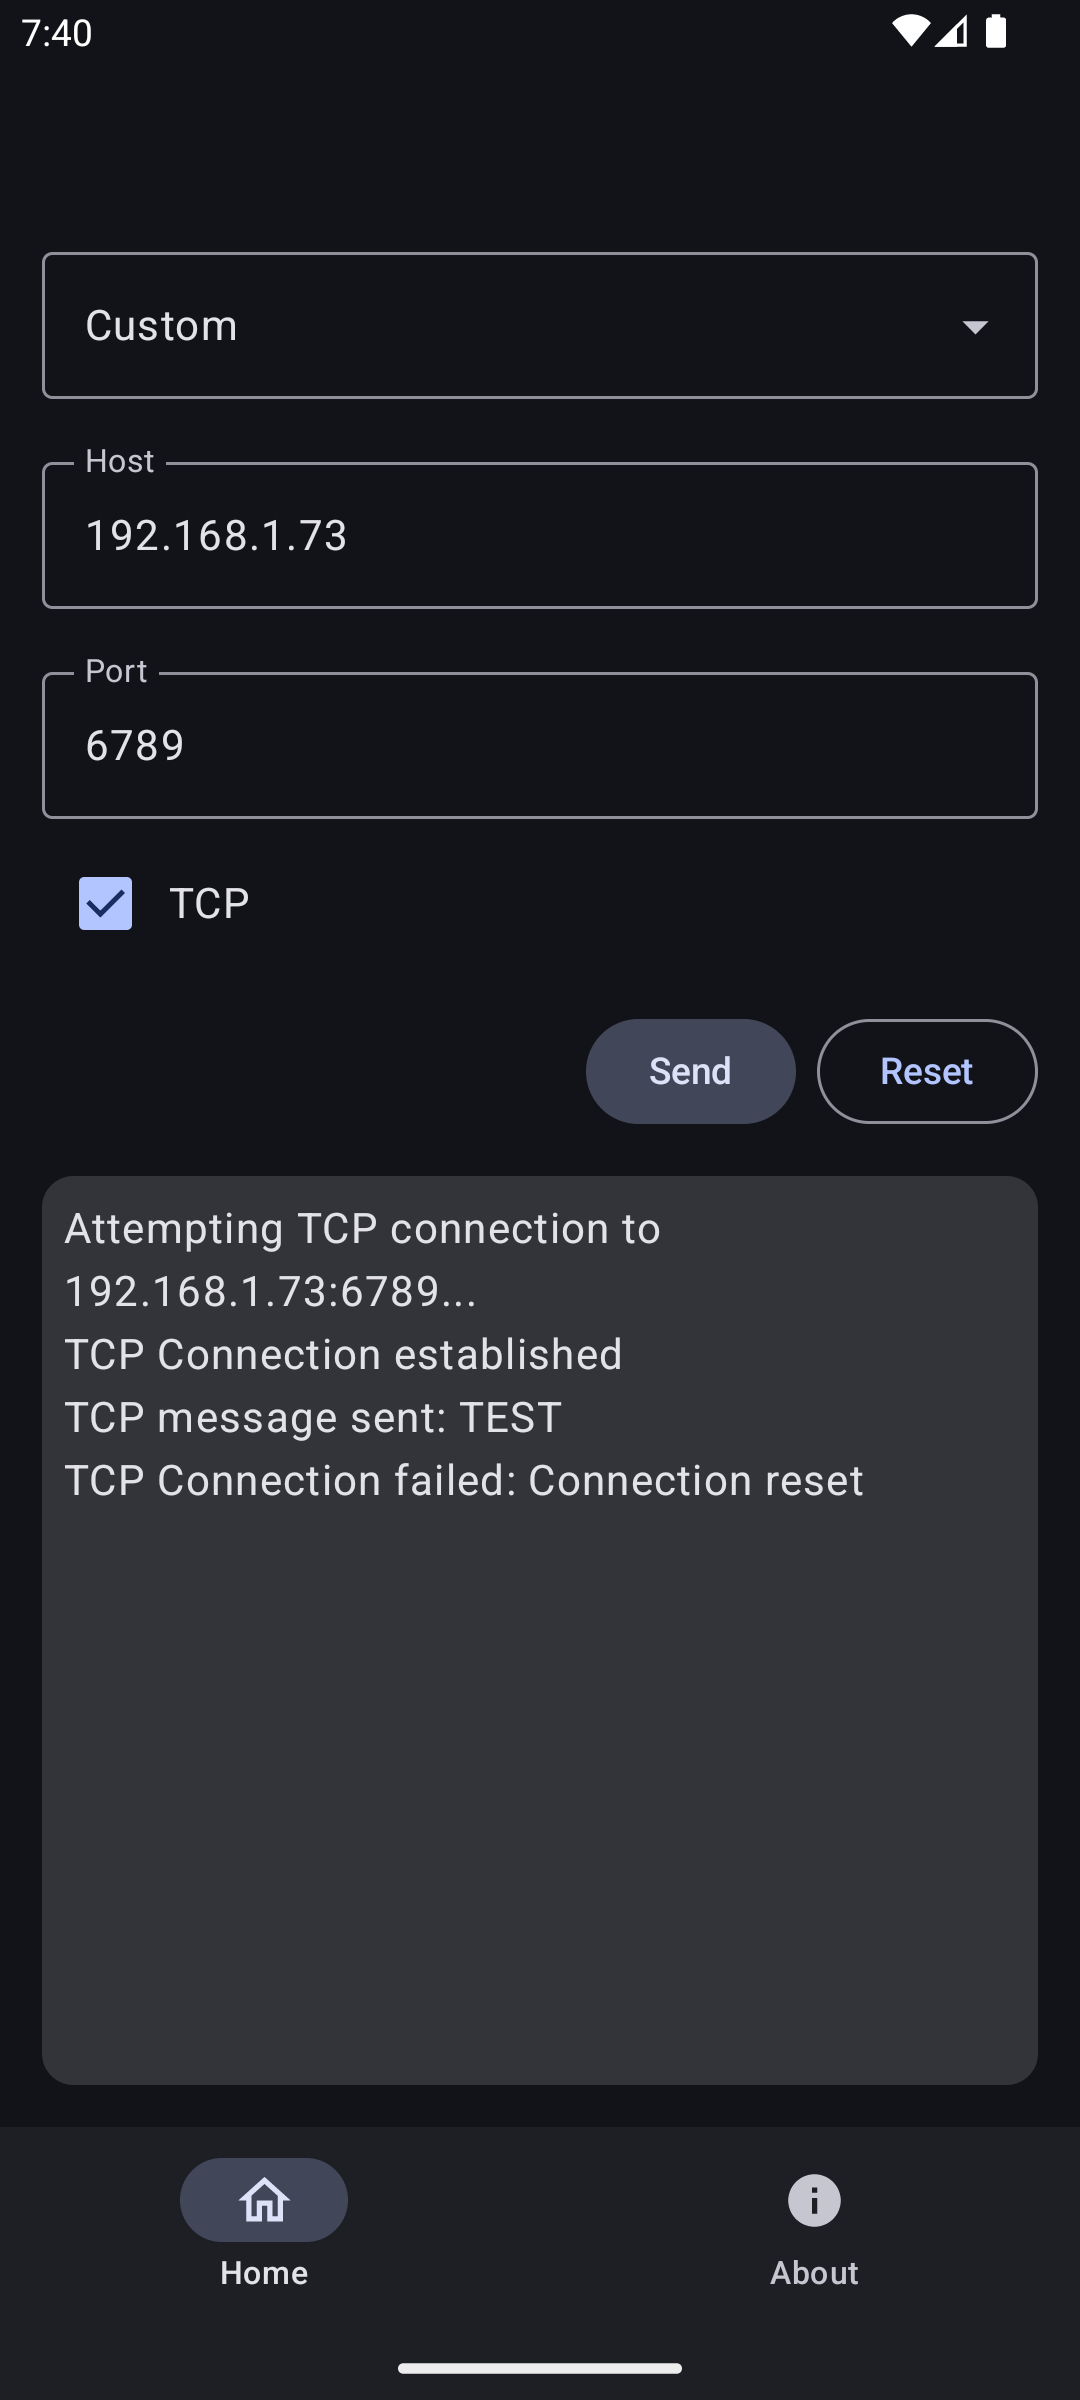 7:40
Custom
Host
192.168.1.73
Port
6789
TCP
Send
Reset
Attempting TCP connection to
192.168.1.73:6789...
TCP Connection established
TCP message sent: TEST
TCP Connection failed: Connection reset
Home
About